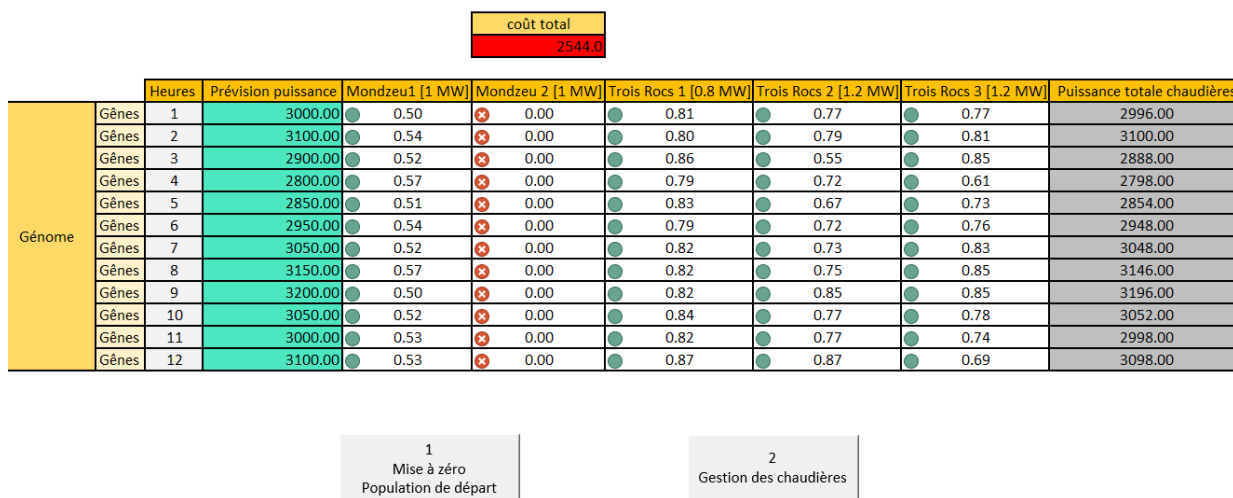 coût total
2544.0
Heures Prévision puissance Mondzeu1 [1 MW] Mondzeu 2 [1 MW] Trois Rocs 1 [0.8 MW] Trois Rocs 2 [1.2 MW] Trois Rocs 3 [1.2 MW] Puissance totale chaudières
Génome
Gênes 1 3000.00 0.50 0.00 0.81 0.77 0.77 2996.00
Gênes 2 3100.00 0.54 0.00 0.80 0.79 0.81 3100.00
Gênes 3 2900.00 0.52 0.00 0.86 0.55 0.85 2888.00
Gênes 4 2800.00 0.57 0.00 0.79 0.72 0.61 2798.00
Gênes 5 2850.00 0.51 0.00 0.83 0.67 0.73 2854.00
Gênes 6 2950.00 0.54 0.00 0.79 0.72 0.76 2948.00
Gênes 7 3050.00 0.52 0.00 0.82 0.73 0.83 3048.00
Gênes 8 3150.00 0.57 0.00 0.82 0.75 0.85 3146.00
Gênes 9 3200.00 0.50 0.00 0.82 0.85 0.85 3196.00
Gênes 10 3050.00 0.52 0.00 0.84 0.77 0.78 3052.00
Gênes 11 3000.00 0.53 0.00 0.82 0.77 0.74 2998.00
Gênes 12 3100.00 0.53 0.00 0.87 0.87 0.69 3098.00
1
Mise à zéro
Population de départ
2
Gestion des chaudières